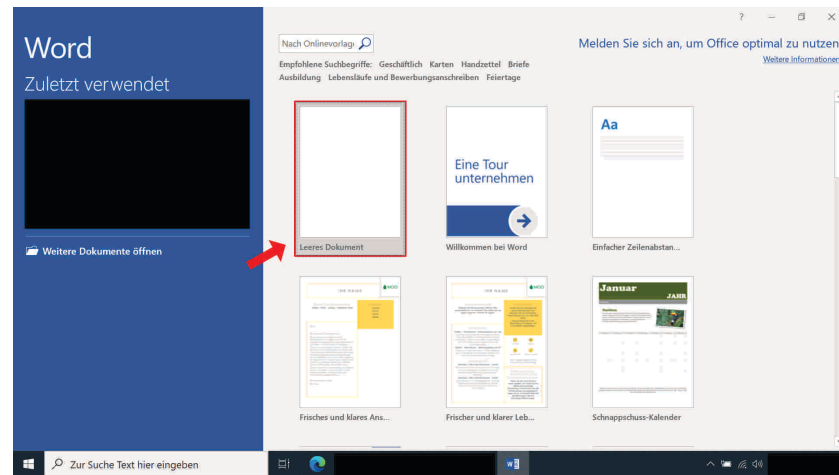 Word
Zuletzt verwendet
Weitere Dokumente öffnen
Nach Onlinevorlag
Empfohlene Suchbegriffe: Geschäftlich Karten Handzettel Briefe
Ausbildung Lebensläufe und Bewerbungsanschreiben Feiertage
Melden Sie sich an, um Office optimal zu nutzen
Weitere Informationen
Leeres Dokument
Eine Tour
unternehmen
Willkommen bei Word
Aa
Einfacher Zeilenabstan...
Frisches und klares Ans...
Frischer und klarer Leb...
Januar
JAHR
Schnappschuss-Kalender
Zur Suche Text hier eingeben